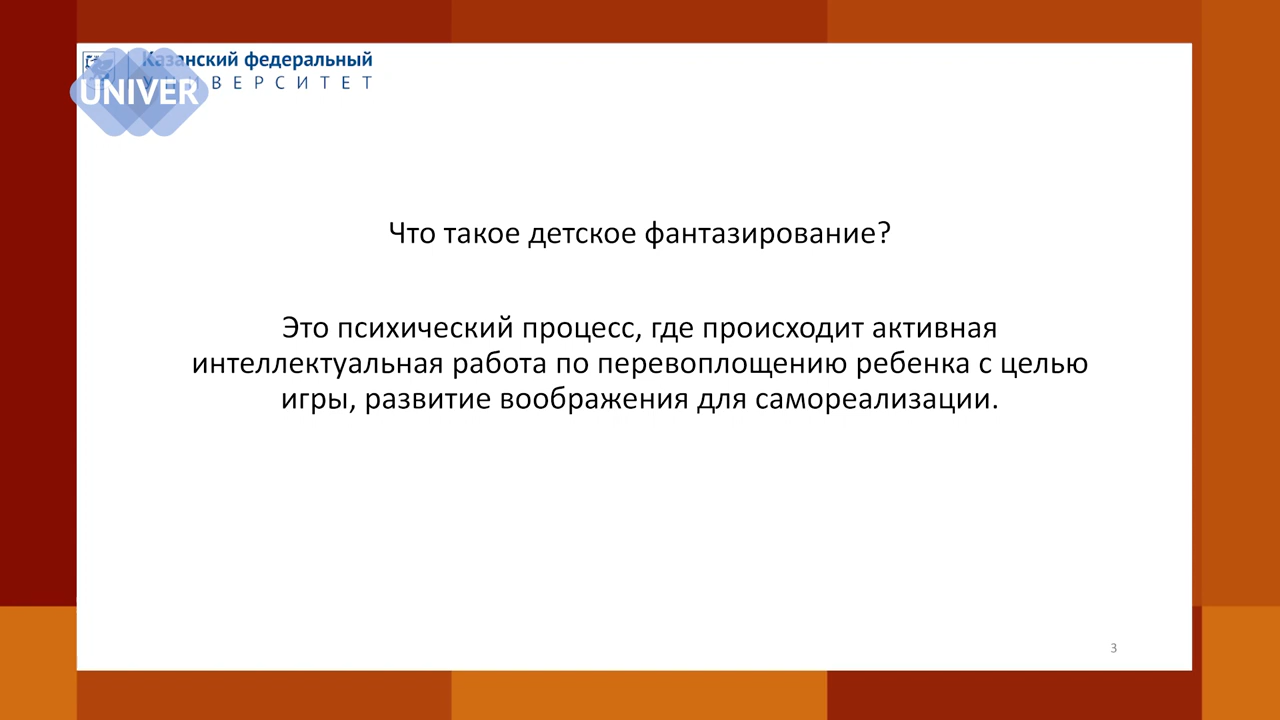 Казанский федеральный
УНИВЕРСИТЕТ
UNIVER
Что такое детское фантазирование?
Это психический процесс, где происходит активная
интеллектуальная работа по перевоплощению ребенка с целью
игры, развитие воображения для самореализации.
3